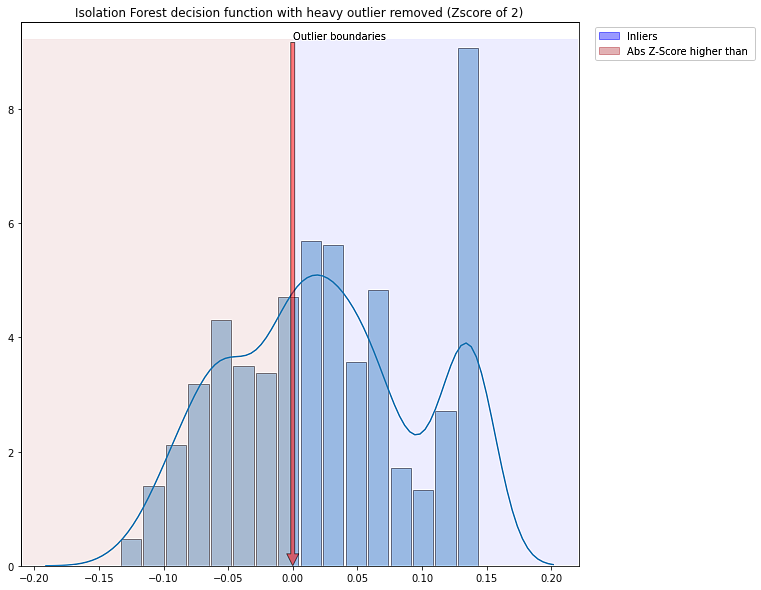 Isolation Forest decision function with heavy outlier removed (Zscore of 2)
Outlier boundaries
Inliers
Abs Z-Score higher than
8
6
4
2
0
−0.20 −0.15 −0.10 −0.05 0.00 0.05 0.10 0.15 0.20